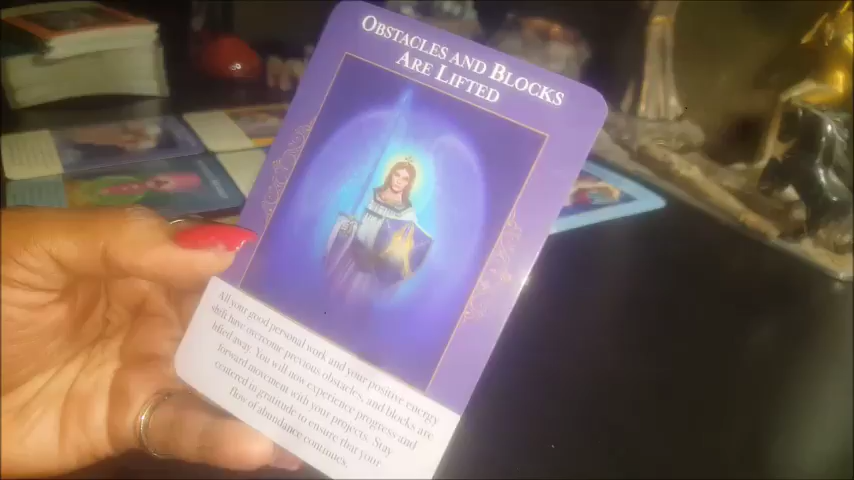 OBSTACLES AND BLOCKS
ARE LIFTED
All your good personal work and your positive energy
shift have overcome previous obstacles, and blocks are
lifted away. You will now experience progress and
forward movement with your projects. Stay
centered in gratitude to ensure that your
flow of abundance continues.